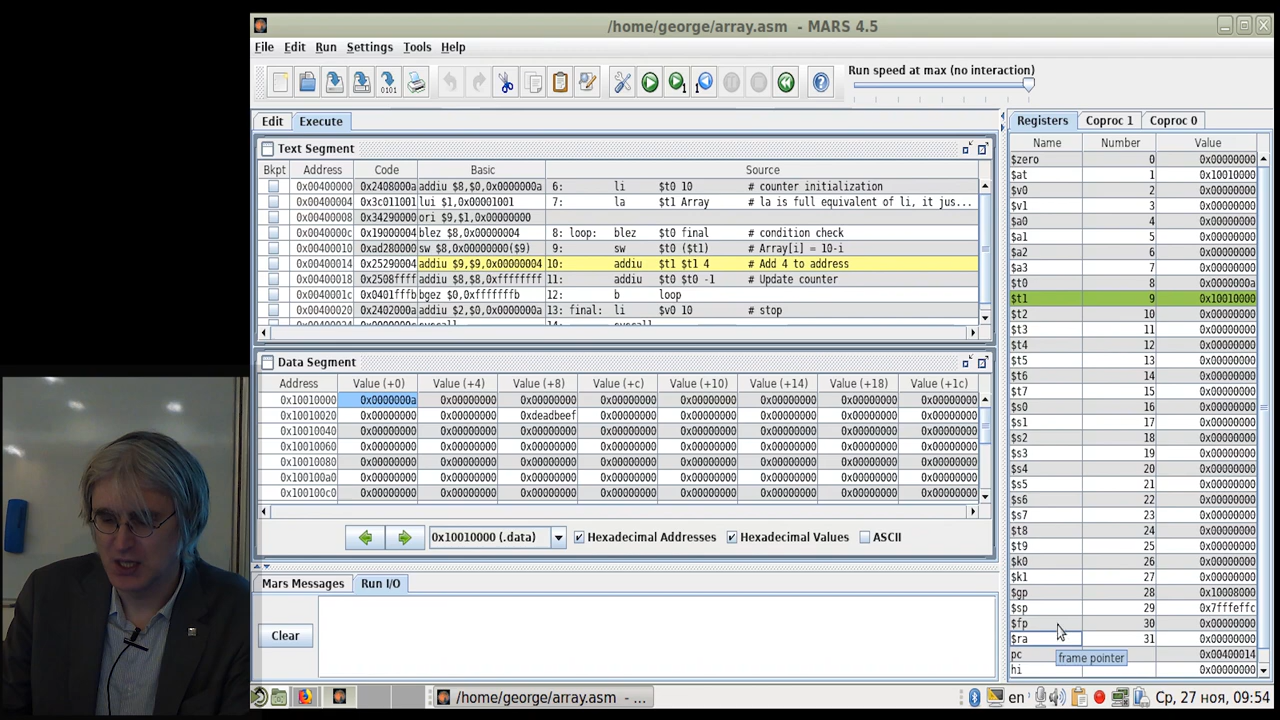 /home/george/array.asm - MARS 4.5
File Edit Run Settings Tools Help
Run speed at max (no interaction)
Edit Execute
Registers Coproc 1 Coproc 0
Text Segment
Bkpt Address Code Basic Source
0x00400000 0x2408000a addiu $8,$0,0x0000000a 6: li $t0 10 # counter initialization
0x00400004 0x3c011001 lui $1,0x00001001 7: la $t1 Array # la is full equivalent of li, it jus...
0x00400008 0x34290000 ori $9,$1,0x00000000
0x0040000c 0x19000004 blez $8,0x00000004 8: loop: blez $t0 final # condition check
0x00400010 0xad280000 sw $8,0x00000000($9) 9: sw $t0 ($t1) # Array[i] = 10-i
0x00400014 0x25290004 addiu $9,$9,0x00000004 10: addiu $t1 $t1 4 # Add 4 to address
0x00400018 0x2508ffff addiu $8,$8,0xffffffff 11: addiu $t0 $t0 -1 # Update counter
0x0040001c 0x0401fffb bgez $0,0xfffffffb 12: b loop
0x00400020 0x2402000a addiu $2,$0,0x0000000a 13: final: li $v0 10 # stop
0x00400024 0x0000000c syscall 14: syscall
Data Segment
Address Value (+0) Value (+4) Value (+8) Value (+c) Value (+10) Value (+14) Value (+18) Value (+1c)
0x10010000 0x0000000a 0x00000000 0x00000000 0x00000000 0x00000000 0x00000000 0x00000000 0x00000000
0x10010020 0x00000000 0x00000000 0xdeadbeef 0x00000000 0x00000000 0x00000000 0x00000000 0x00000000
0x10010040 0x00000000 0x00000000 0x00000000 0x00000000 0x00000000 0x00000000 0x00000000 0x00000000
0x10010060 0x00000000 0x00000000 0x00000000 0x00000000 0x00000000 0x00000000 0x00000000 0x00000000
0x10010080 0x00000000 0x00000000 0x00000000 0x00000000 0x00000000 0x00000000 0x00000000 0x00000000
0x100100a0 0x00000000 0x00000000 0x00000000 0x00000000 0x00000000 0x00000000 0x00000000 0x00000000
0x100100c0 0x00000000 0x00000000 0x00000000 0x00000000 0x00000000 0x00000000 0x00000000 0x00000000
0x10010000 (.data) Hexadecimal Addresses Hexadecimal Values ASCII
Mars Messages Run I/O
Clear
Name Number Value
$zero 0 0x00000000
$at 1 0x10010000
$v0 2 0x00000000
$v1 3 0x00000000
$a0 4 0x00000000
$a1 5 0x00000000
$a2 6 0x00000000
$a3 7 0x00000000
$t0 8 0x0000000a
$t1 9 0x10010000
$t2 10 0x00000000
$t3 11 0x00000000
$t4 12 0x00000000
$t5 13 0x00000000
$t6 14 0x00000000
$t7 15 0x00000000
$s0 16 0x00000000
$s1 17 0x00000000
$s2 18 0x00000000
$s3 19 0x00000000
$s4 20 0x00000000
$s5 21 0x00000000
$s6 22 0x00000000
$s7 23 0x00000000
$t8 24 0x00000000
$t9 25 0x00000000
$k0 26 0x00000000
$k1 27 0x00000000
$gp 28 0x10008000
$sp 29 0x7fffeffc
$fp 30 0x00000000
$ra 31 0x00000000
pc 0x00400014
frame pointer
hi 0x00000000
/home/george/array.asm - ...
en
Ср, 27 ноя, 09:54